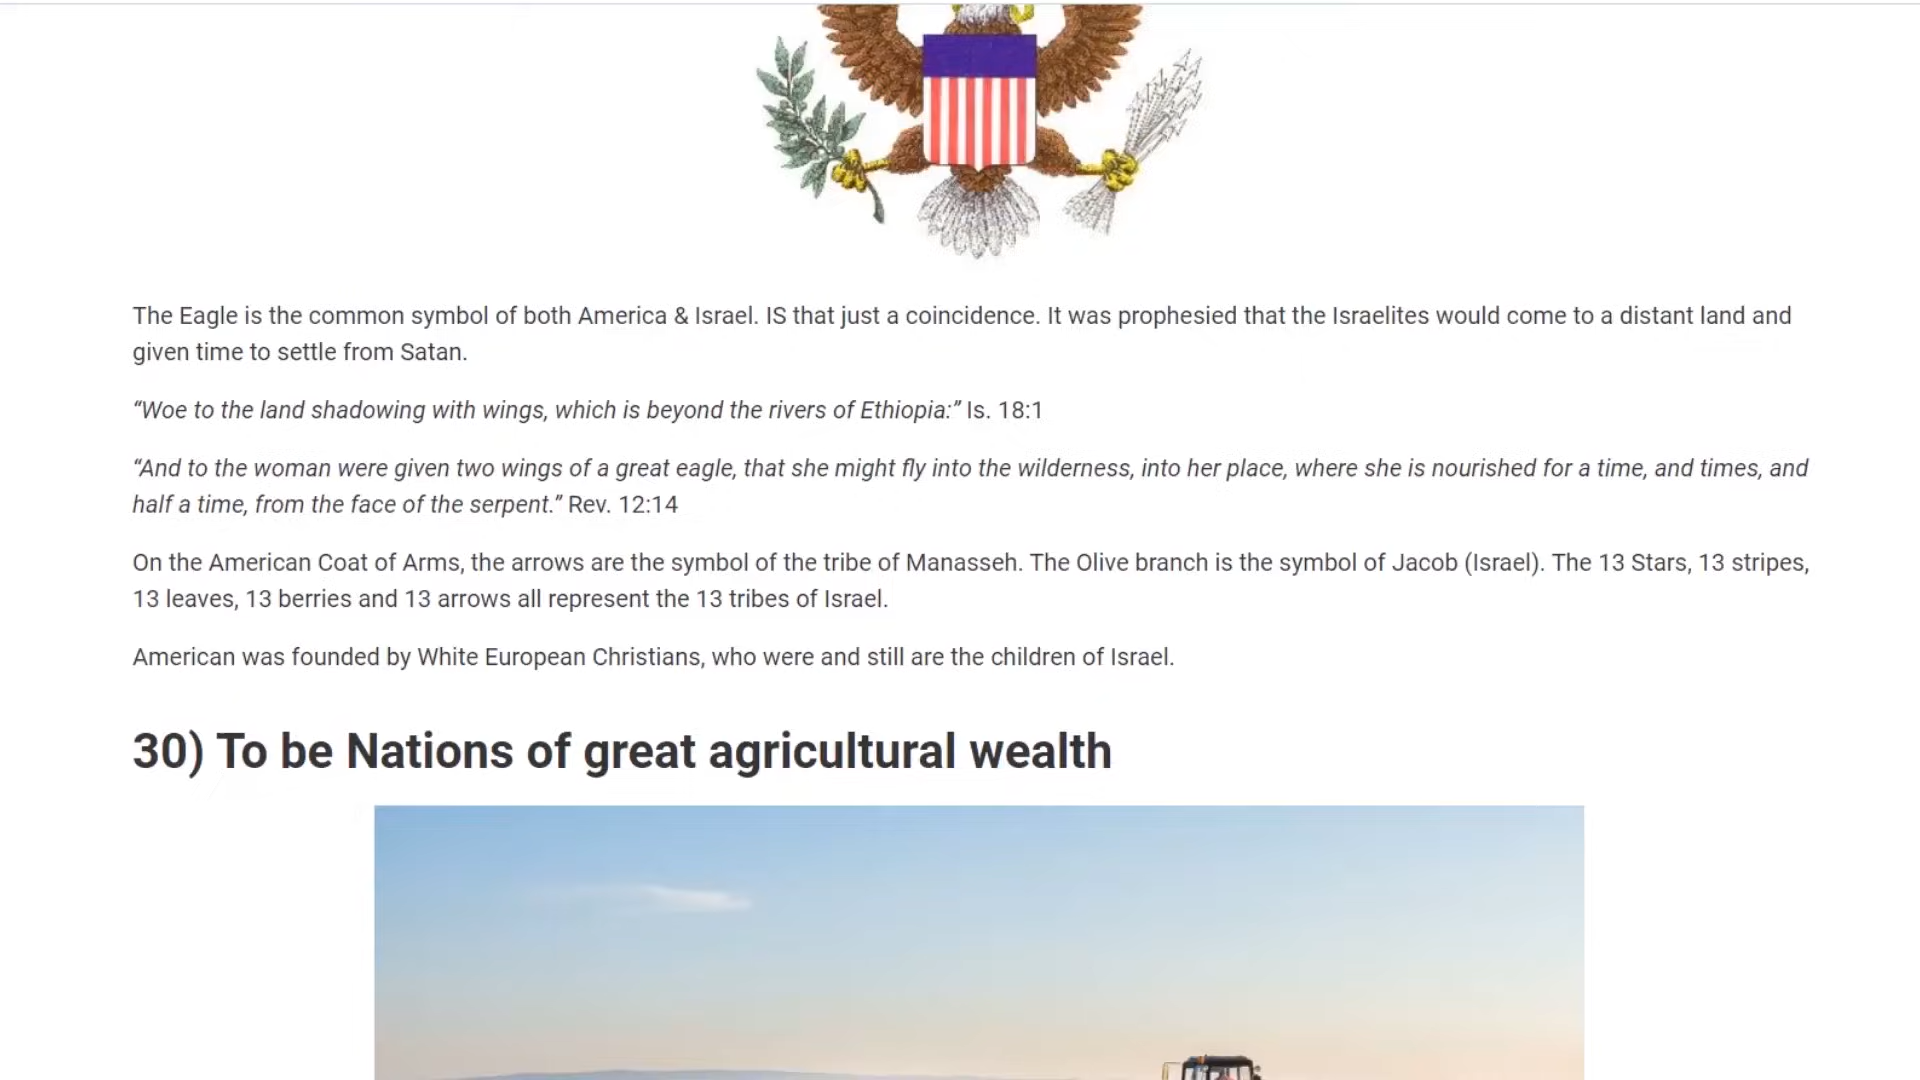 The Eagle is the common symbol of both America & Israel. IS that just a coincidence. It was prophesied that the Israelites would come to a distant land and
given time to settle from Satan.
“Woe to the land shadowing with wings, which is beyond the rivers of Ethiopia:” Is. 18:1
“And to the woman were given two wings of a great eagle, that she might fly into the wilderness, into her place, where she is nourished for a time, and times, and
half a time, from the face of the serpent.” Rev. 12:14
On the American Coat of Arms, the arrows are the symbol of the tribe of Manasseh. The Olive branch is the symbol of Jacob (Israel). The 13 Stars, 13 stripes,
13 leaves, 13 berries and 13 arrows all represent the 13 tribes of Israel.
American was founded by White European Christians, who were and still are the children of Israel.
30) To be Nations of great agricultural wealth